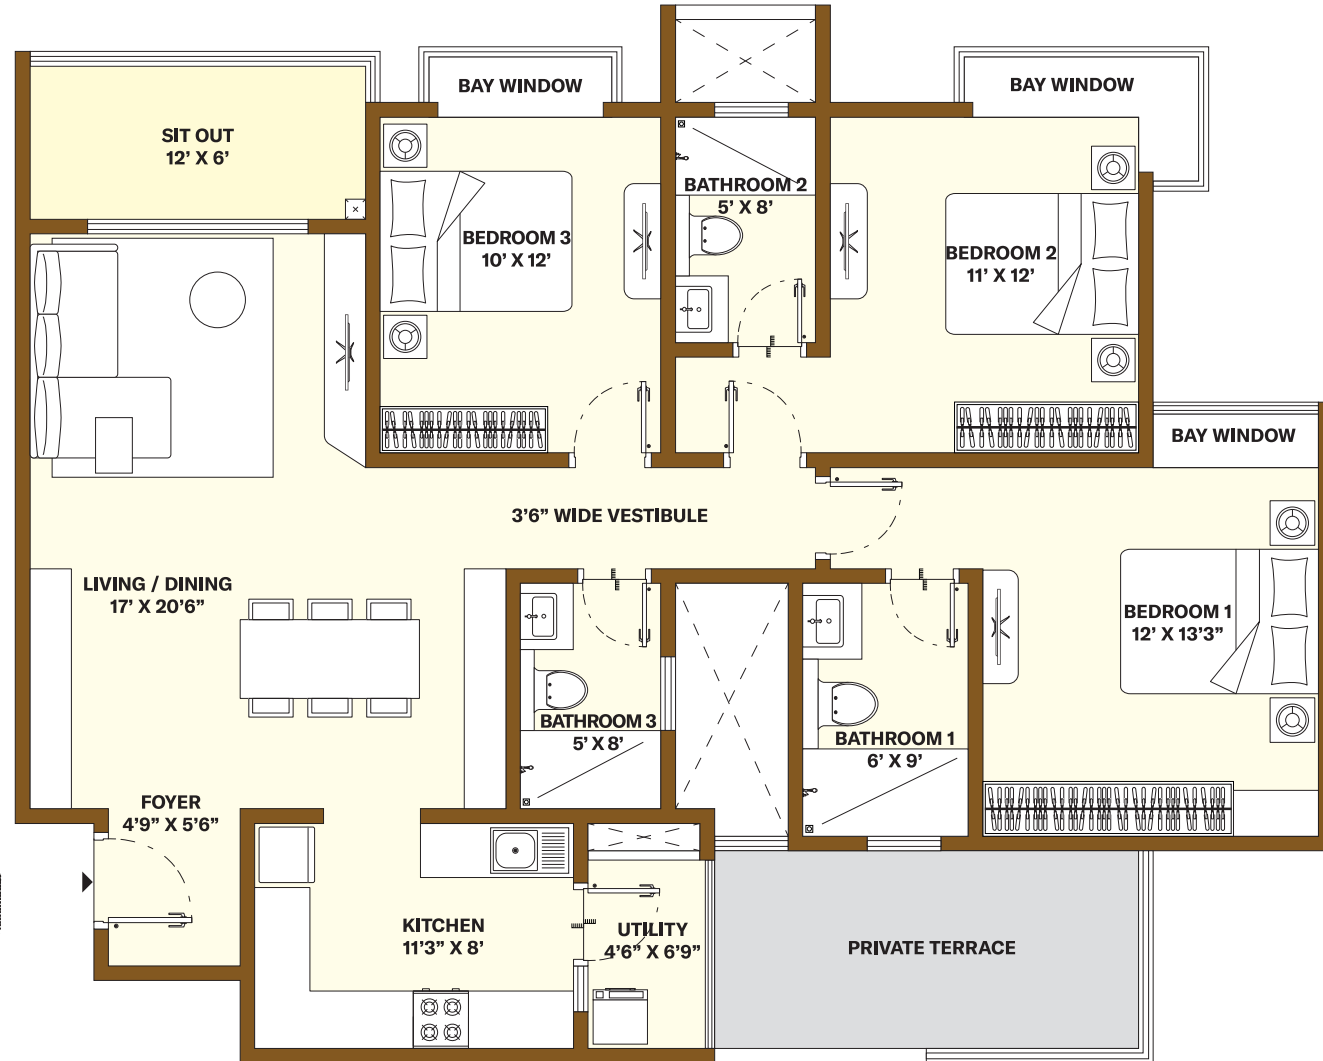 BAY WINDOW
BAY WINDOW
SIT OUT
12’ X 6’
BATHROOM 2
5’ X 8’
BEDROOM 3
10’ X 12’
BEDROOM 2
11’ X 12’
BAY WINDOW
3’6” WIDE VESTIBULE
LIVING / DINING
17’ X 20’6”
BEDROOM 1
12’ X 13’3”
BATHROOM 3
5’ X 8’
BATHROOM 1
6’ X 9’
FOYER
4’9” X 5’6”
KITCHEN
11’3” X 8’
UTILITY
4’6” X 6’9”
PRIVATE TERRACE